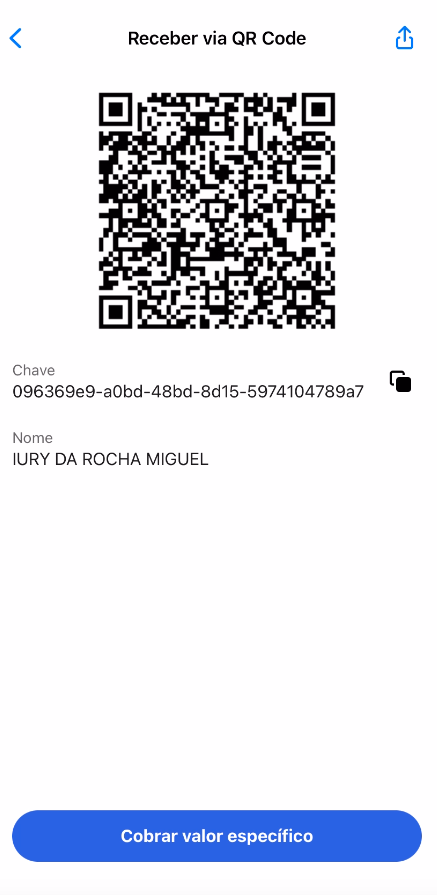 Receber via QR Code
Chave
096369e9-a0bd-48bd-8d15-5974104789a7
Nome
IURY DA ROCHA MIGUEL
Cobrar valor específico